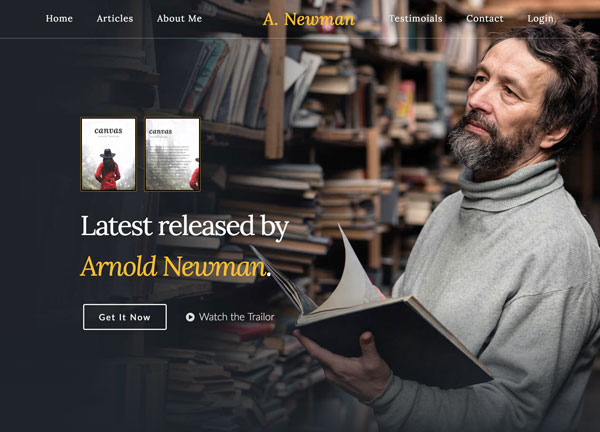 Home
Articles
About Me
A. Newman
Testimoials
Contact
Login
canvas
canvas
Latest released by
Arnold Newman.
Get It Now
Watch the Trailor